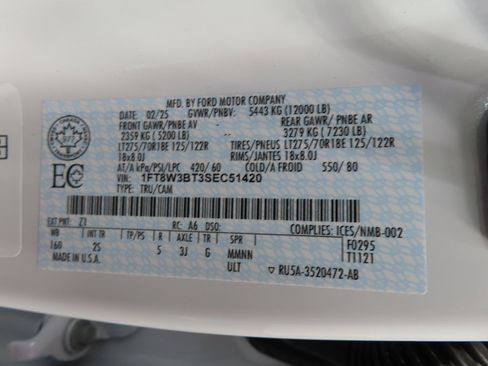 MFD. BY FORD MOTOR COMPANY
DATE: 02/25 GVWR/PNBV: 5443 KG (12000 LB)
FRONT GAWR/PNBE AV REAR GAWR/ PNBE AR
2359 KG ( 5200 LB) 3279 KG ( 7230 LB)
LT275/70R18E 125/122R TIRES/PNEUS LT275/70R18E 125/122R
18x8.0J RIMS/JANTES 18x8.0J
AT/A kPa/PSI/LPC 420/ 60 COLD/A FROID 550/ 80
VIN: 1FT8W3BT3SEC51420
TYPE: TRU/CAM
EC
EXT PNT: Z1 RC: A6 DSO: COMPLIES: ICES/NMB-002
WB TP/PS R AXLE TR SPR F0295
160 25 5 3J G MMNN T1121
MADE IN U.S.A. ULT RU5A-3520472-AB